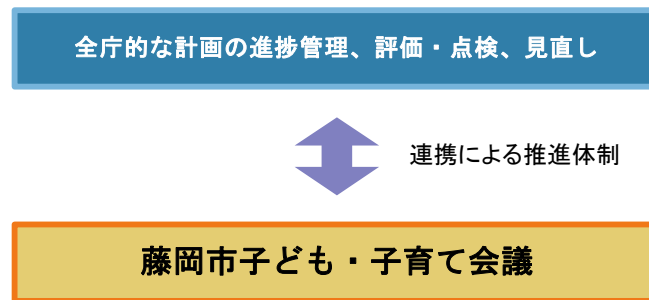 全庁的な計画の進捗管理、評価・点検、見直し
連携による推進体制
藤岡市子ども・子育て会議